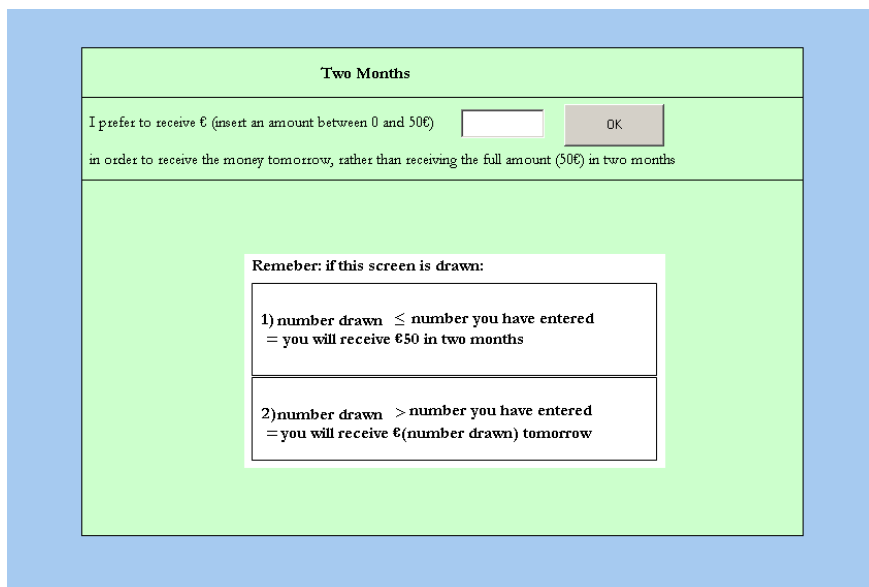 Two Months
I prefer to receive € (insert an amount between 0 and 50€)
OK
in order to receive the money tomorrow, rather than receiving the full amount (50€) in two months
Remeber: if this screen is drawn:
1) number drawn ≤ number you have entered
= you will receive €50 in two months
2)number drawn > number you have entered
=you will receive €(number drawn) tomorrow